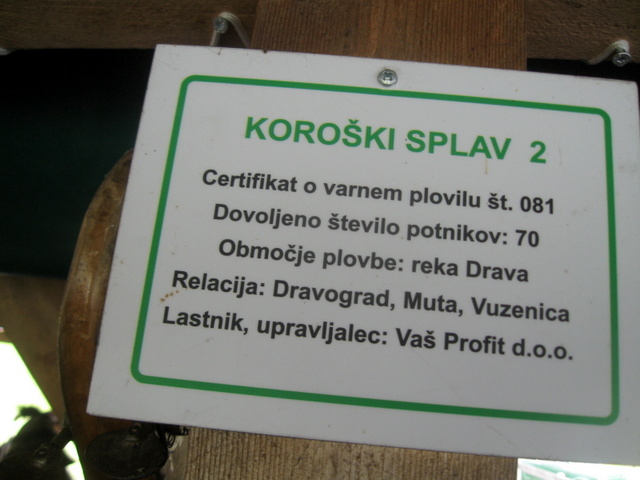 KOROŠKI SPLAV 2
Certifikat o varnem plovilu št. 081
Dovoljeno število potnikov: 70
Območje plovbe: reka Drava
Relacija: Dravograd, Muta, Vuzenica
Lastnik, upravljalec: Vaš Profit d.o.o.